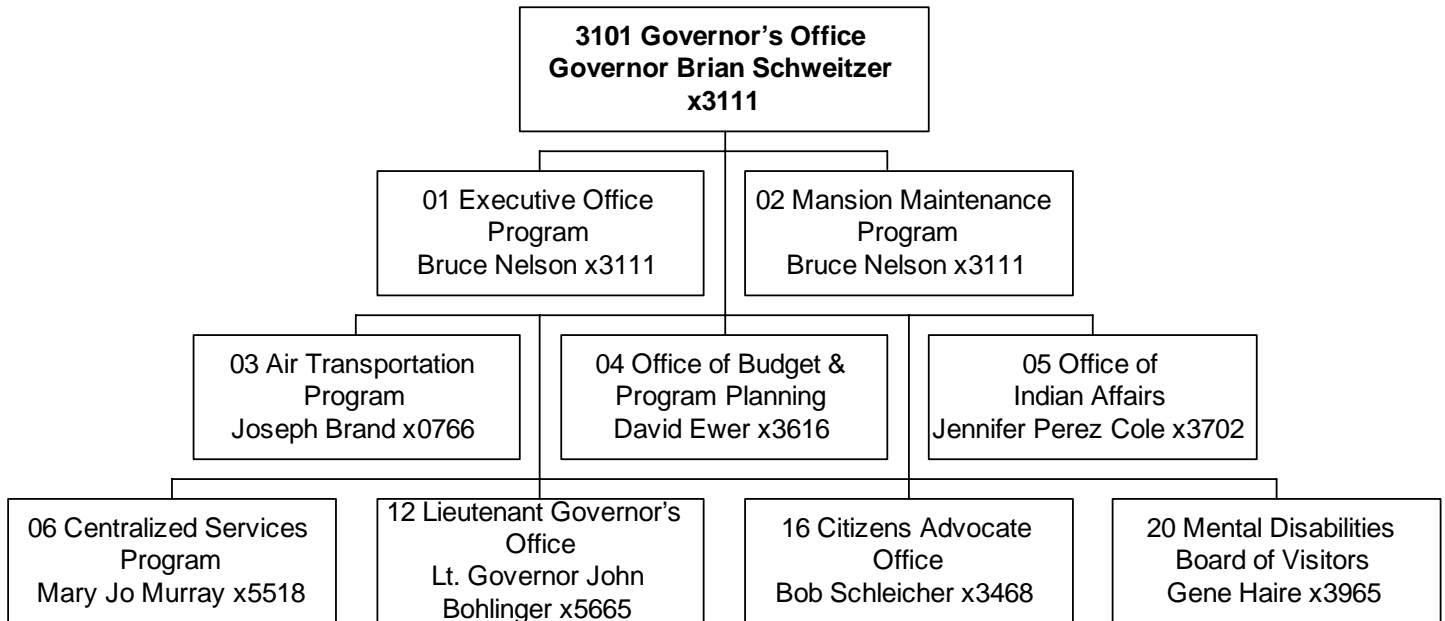 3101 Governor's Office
Governor Brian Schweitzer
x3111
01 Executive Office
Program
Bruce Nelson x3111
02 Mansion Maintenance
Program
Bruce Nelson x3111
03 Air Transportation
Program
Joseph Brand x0766
04 Office of Budget &
Program Planning
David Ewer x3616
05 Office of
Indian Affairs
Jennifer Perez Cole x3702
06 Centralized Services
Program
Mary Jo Murray x5518
12 Lieutenant Governor's
Office
Lt. Governor John
Bohlinger x5665
16 Citizens Advocate
Office
Bob Schleicher x3468
20 Mental Disabilities
Board of Visitors
Gene Haire x3965